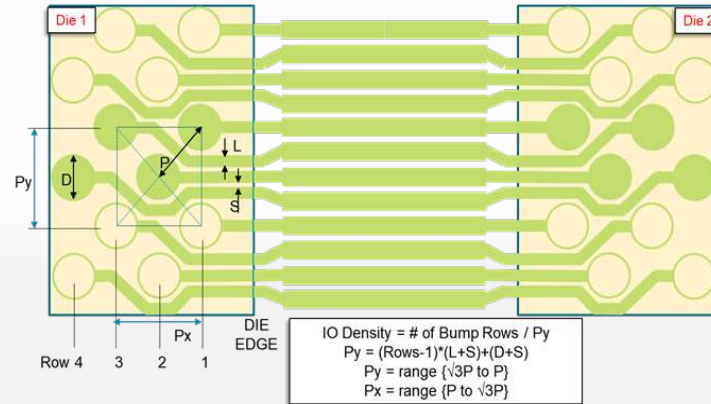 Die 1
Die 2
Py
D
P
L
S
Px
Row 4
3
2
1
DIE
EDGE
IO Density = # of Bump Rows / Py
Py = (Rows-1)*(L+S)+(D+S)
Py = range {√3P to P}
Px = range {P to √3P}